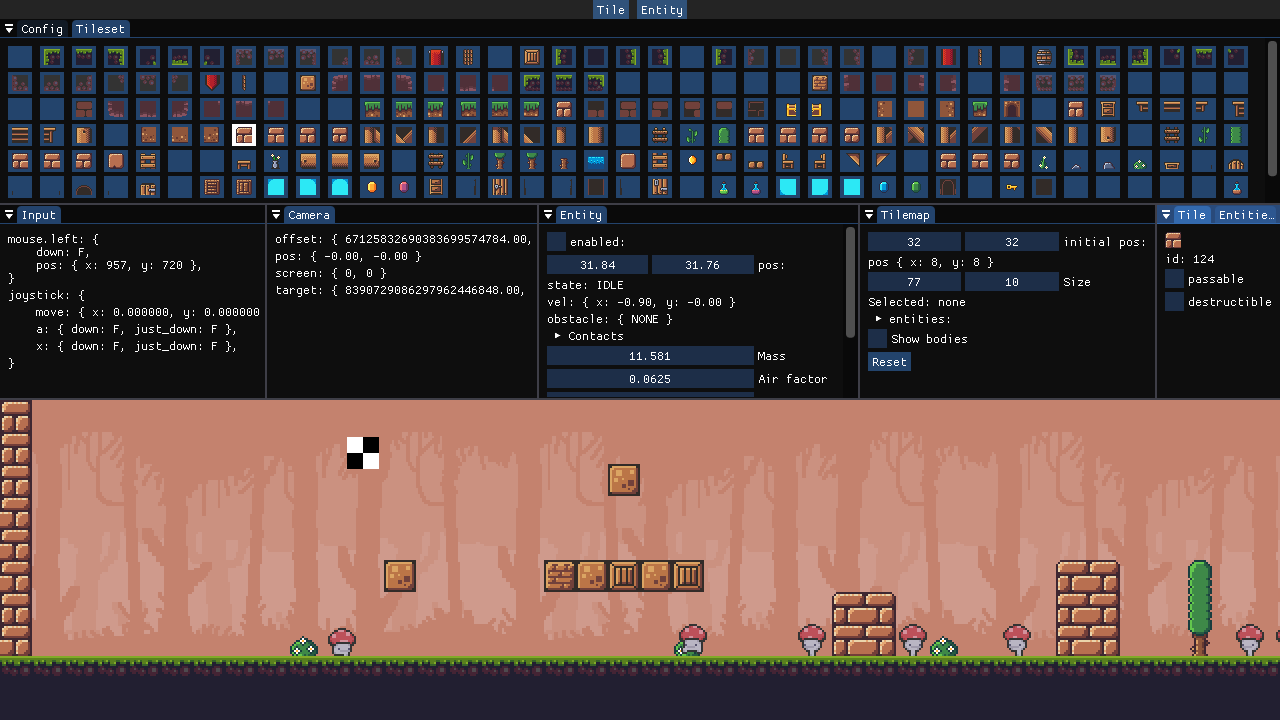 Tile Entity
Config Tileset
Input
mouse.left: {
down: F,
pos: { x: 957, y: 720 },
}
joystick: {
move: { x: 0.000000, y: 0.000000
a: { down: F, just_down: F },
x: { down: F, just_down: F },
}
Camera
offset: { 67125832690383699574784.00,
pos: { -0.00, -0.00 }
screen: { 0, 0 }
target: { 8390729086297962446848.00,
Entity
enabled:
31.84 31.76 pos:
state: IDLE
vel: { x: -0.90, y: -0.00 }
obstacle: { NONE }
Contacts
11.581 Mass
0.0625 Air factor
Tilemap
32 32 initial pos:
pos { x: 8, y: 8 }
77 10 Size
Selected: none
entities:
Show bodies
Reset
Tile Entitie…
id: 124
passable
destructible